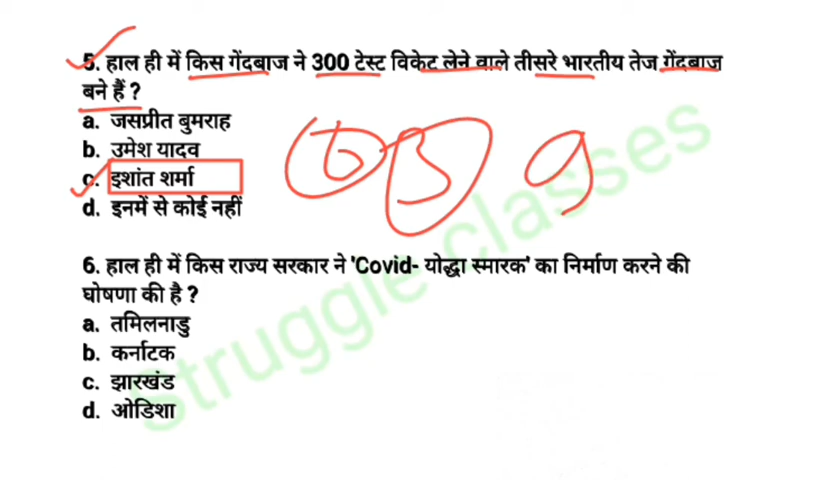 5. हाल ही में किस गेंदबाज ने 300 टेस्ट विकेट लेने वाले तीसरे भारतीय तेज गेंदबाज
बने हैं ?
a. जसप्रीत बुमराह
b. उमेश यादव
c. इशांत शर्मा
d. इनमें से कोई नहीं
6. हाल ही में किस राज्य सरकार ने 'Covid- योद्धा स्मारक' का निर्माण करने की
घोषणा की है ?
a. तमिलनाडु
b. कर्नाटक
c. झारखंड
d. ओडिशा
struggle classes